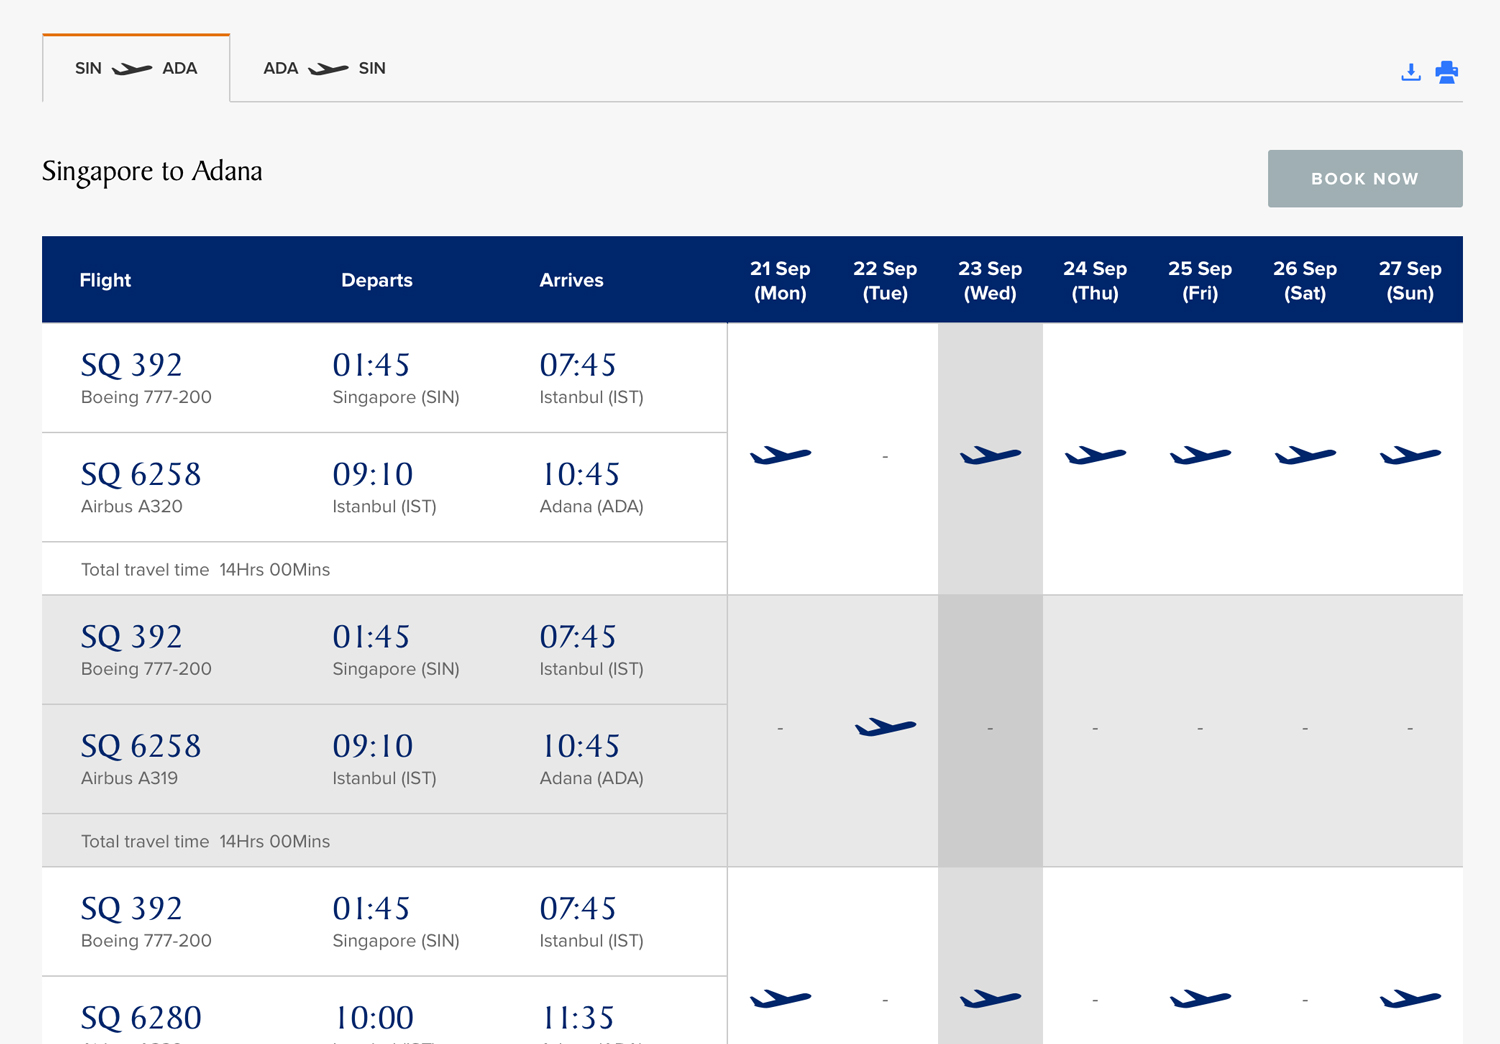 SIN ADA ADA SIN
Singapore to Adana
BOOK NOW
Flight Departs Arrives 21 Sep (Mon) 22 Sep (Tue) 23 Sep (Wed) 24 Sep (Thu) 25 Sep (Fri) 26 Sep (Sat) 27 Sep (Sun)
SQ 392 01:45 07:45
Boeing 777-200 Singapore (SIN) Istanbul (IST)
-
SQ 6258 09:10 10:45
Airbus A320 Istanbul (IST) Adana (ADA)
Total travel time 14Hrs 00Mins
SQ 392 01:45 07:45
Boeing 777-200 Singapore (SIN) Istanbul (IST)
- - - - - -
SQ 6258 09:10 10:45
Airbus A319 Istanbul (IST) Adana (ADA)
Total travel time 14Hrs 00Mins
SQ 392 01:45 07:45
Boeing 777-200 Singapore (SIN) Istanbul (IST)
- - -
SQ 6280 10:00 11:35